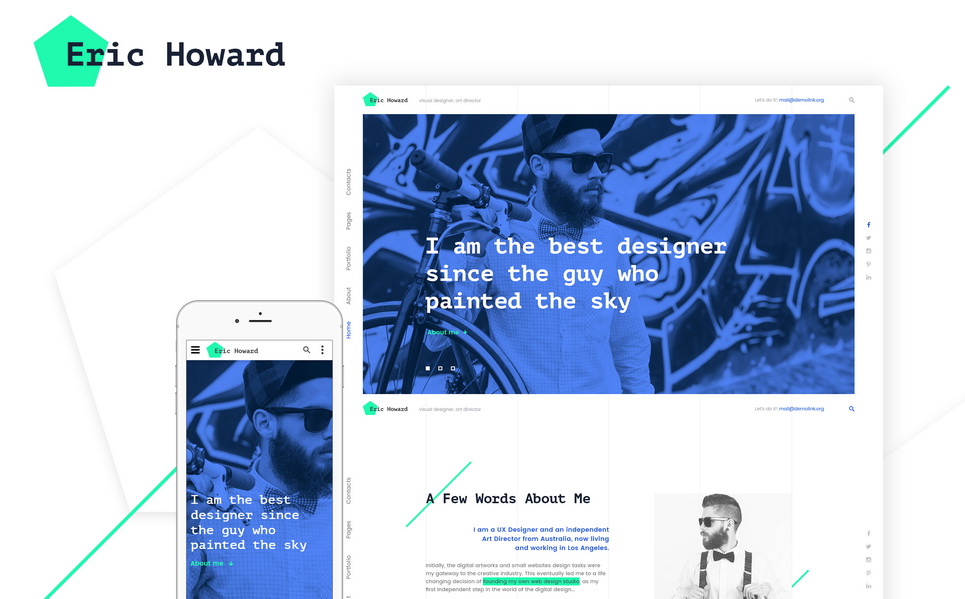 Eric Howard
Eric Howard
visual designer, art director
Let's do it! mail@demolink.org
Contacts
Pages
Portfolio
About
Home
I am the best designer
since the guy who
painted the sky
About me
Eric Howard
visual designer, art director
Let's do it! mail@demolink.org
Contacts
Pages
Portfolio
A Few Words About Me
I am a UX Designer and an independent
Art Director from Australia, now living
and working in Los Angeles.
Initially, the digital artworks and small websites design tasks were
my gateway to the creative industry. This eventually led me to a life
changing decision of founding my own web design studio, as my
first independent step in the world of the digital design...
Eric Howard
I am the best
designer since
the guy who
painted the sky
About me